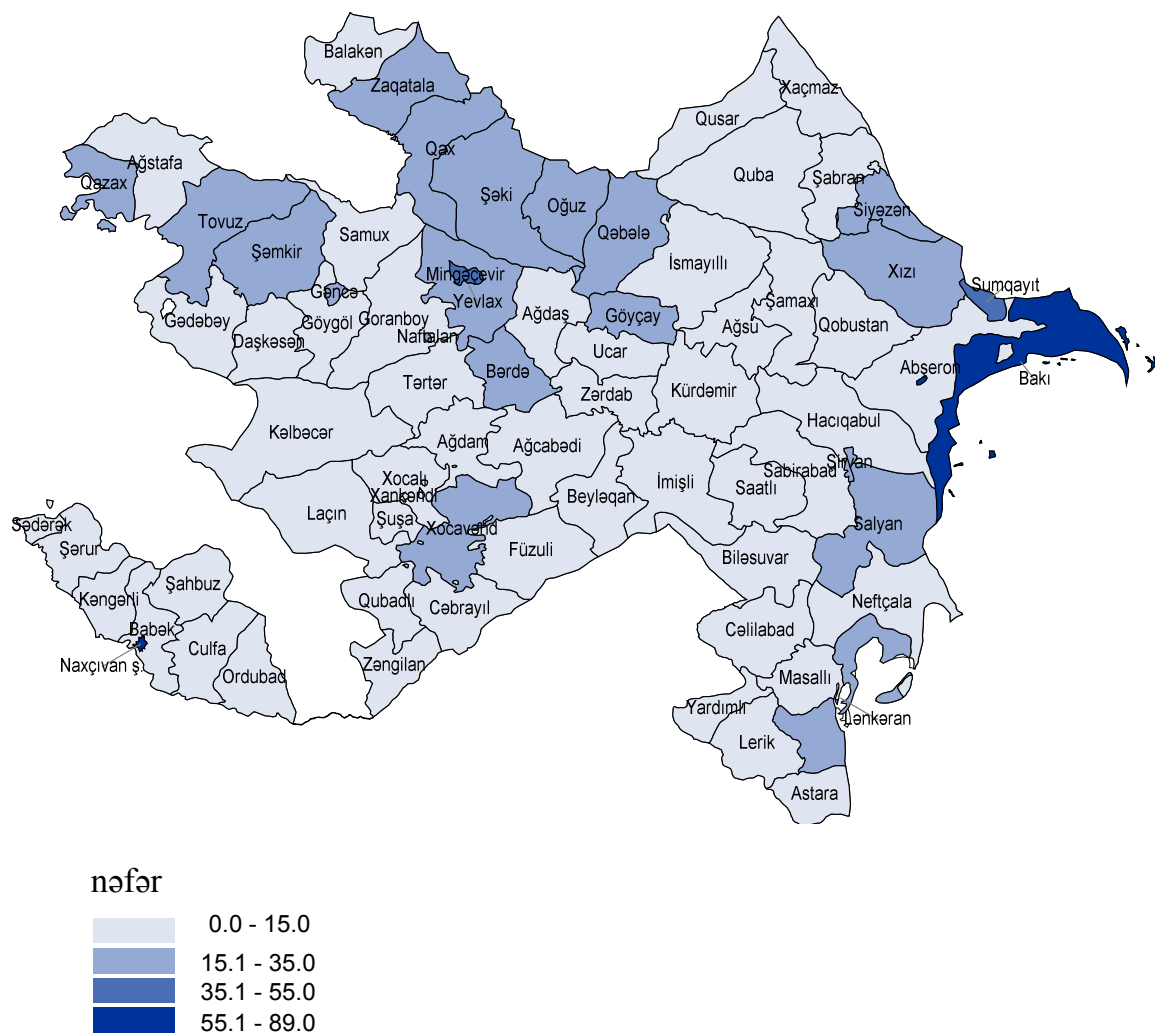 Balakən
Zaqatala
Xaçmaz
Qusar
Qax
Ağstafa
Quba
Şabran
Qazax
Şəki
Oğuz
Siyəzən
Tovuz
Qəbələ
Samux
Şəmkir
İsmayıllı
Xızı
Mingəçevir
Sumqayıt
Gəncə
Yevlax
Şamaxı
Gədəbəy
Göygöl
Goranboy
Ağdaş
Göyçay
Ağsu
Qobustan
Daşkəsən
Naftalan
Ucar
Abşeron
Bakı
Tərtər
Bərdə
Zərdab
Kürdəmir
Hacıqabul
Kəlbəcər
Ağdam
Ağcabədi
Şirvan
Xocalı
Sabirabad
Xankəndi
Beyləqan
İmişli
Saatlı
Laçın
Şuşa
Xocavənd
Salyan
Sədərək
Şərur
Füzuli
Biləsuvar
Şahbuz
Kəngərli
Qubadlı
Cəbrayıl
Neftçala
Babək
Cəlilabad
Culfa
Naxçıvan ş.
Ordubad
Zəngilan
Masallı
Yardımlı
Lənkəran
Lerik
Astara
nəfər
0.0 - 15.0
15.1 - 35.0
35.1 - 55.0
55.1 - 89.0